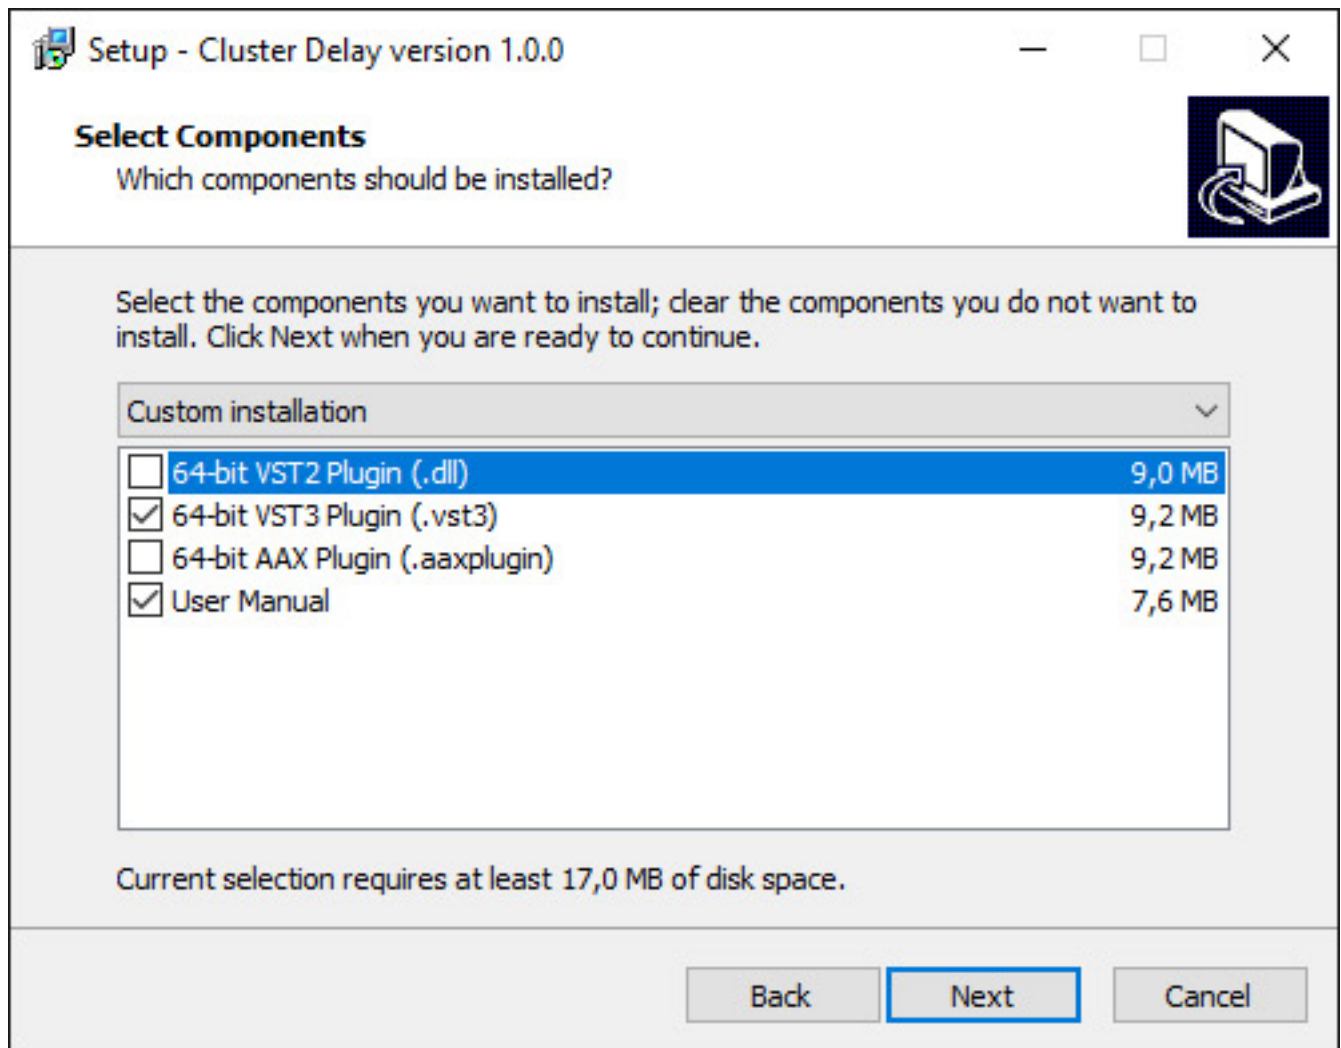 Setup - Cluster Delay version 1.0.0
Select Components
Which components should be installed?
Select the components you want to install; clear the components you do not want to
install. Click Next when you are ready to continue.
Custom installation
64-bit VST2 Plugin (.dll) 9,0 MB
64-bit VST3 Plugin (.vst3) 9,2 MB
64-bit AAX Plugin (.aaxplugin) 9,2 MB
User Manual 7,6 MB
Current selection requires at least 17,0 MB of disk space.
Back Next Cancel